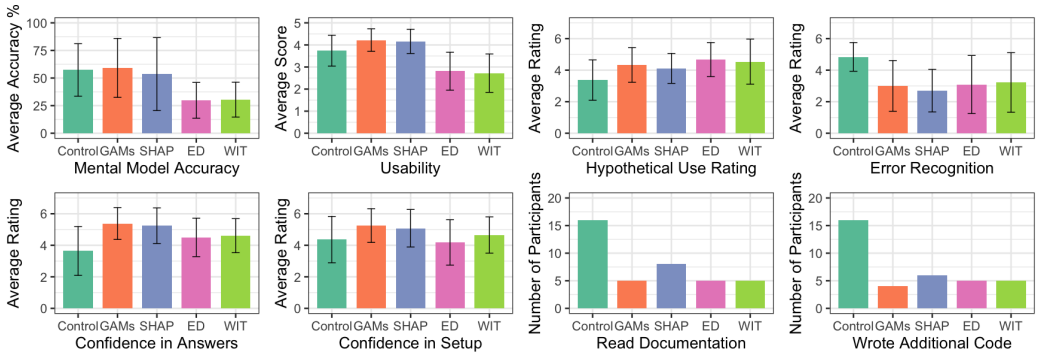 Average Accuracy %
100
75
50
25
0
Control GAMs SHAP ED WIT
Mental Model Accuracy
Average Score
5
4
3
2
1
0
Control GAMs SHAP ED WIT
Usability
Average Rating
6
4
2
0
Control GAMs SHAP ED WIT
Hypothetical Use Rating
Average Rating
6
4
2
0
Control GAMs SHAP ED WIT
Error Recognition
Average Rating
6
4
2
0
Control GAMs SHAP ED WIT
Confidence in Answers
Average Rating
6
4
2
0
Control GAMs SHAP ED WIT
Confidence in Setup
Number of Participants
20
15
10
5
0
Control GAMs SHAP ED WIT
Read Documentation
Number of Participants
20
15
10
5
0
Control GAMs SHAP ED WIT
Wrote Additional Code